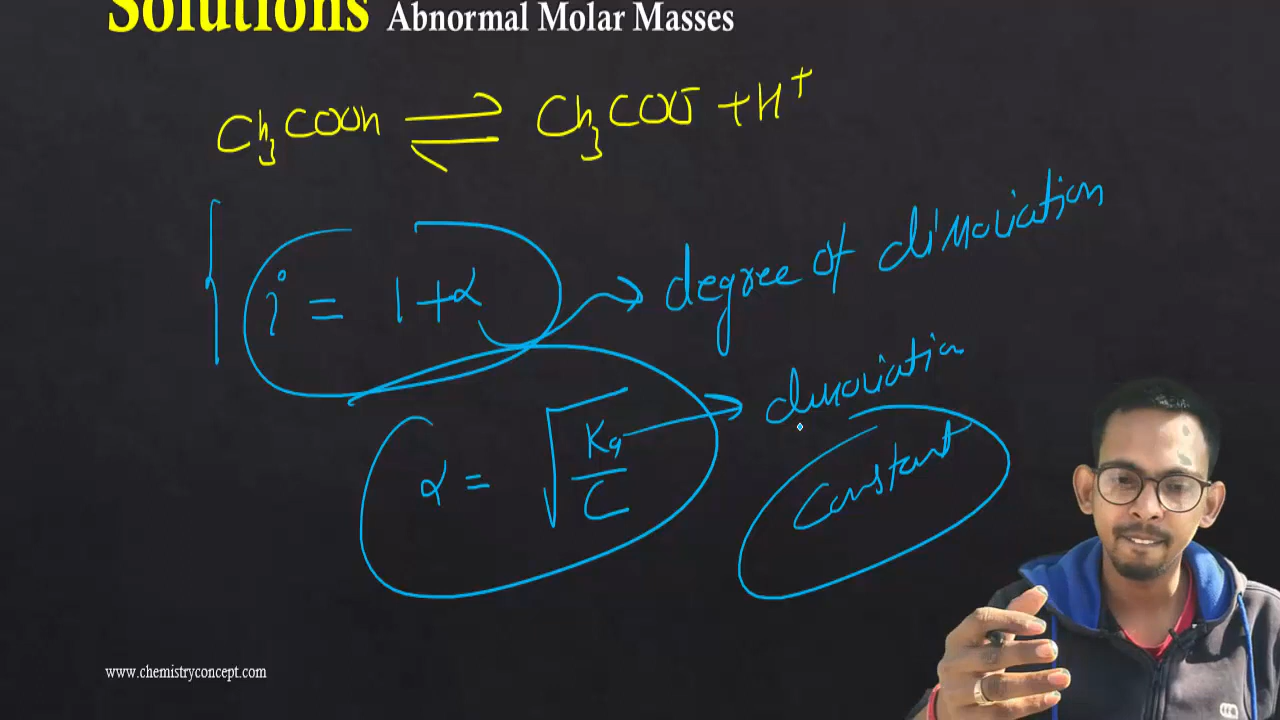 Solutions Abnormal Molar Masses
CH3COOH ⇌ CH3COO⁻ + H⁺
i = 1+α → degree of dissociation
α = √(Ka/C) → dissociation
Constant
www.chemistryconcept.com